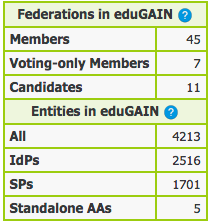 Federations in eduGAIN ?
Members 45
Voting-only Members 7
Candidates 11
Entities in eduGAIN ?
All 4213
IdPs 2516
SPs 1701
Standalone AAs 5